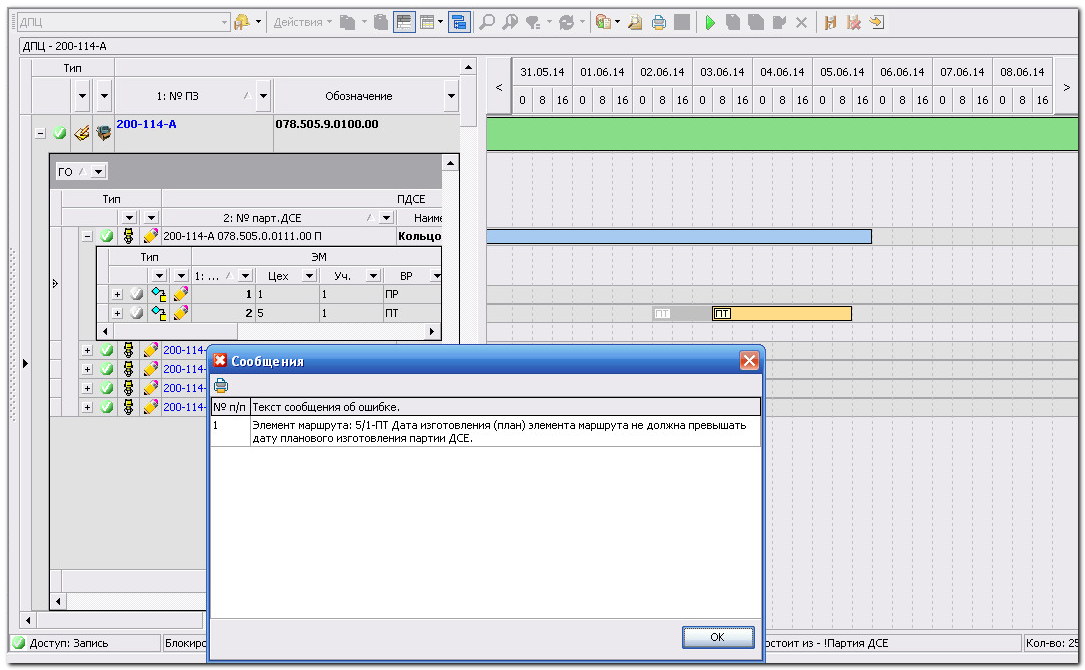 ДПЦ
Действия
ДПЦ - 200-114-А
Тип
1: № ПЗ
Обозначение
< 31.05.14 01.06.14 02.06.14 03.06.14 04.06.14 05.06.14 06.06.14 07.06.14 08.06.14 >
0 8 16 0 8 16 0 8 16 0 8 16 0 8 16 0 8 16 0 8 16 0 8 16 0 8 16
200-114-А 078.505.9.0100.00
ГО
Тип ПДСЕ
2: № парт.ДСЕ Наиме
200-114-А 078.505.0.0111.00 П Кольцо
Тип ЭМ
1: ... Цех Уч. ВР
1 1 1 ПР
2 5 1 ПТ
ПТ ПТ
200-114-
200-114-
200-114-
200-114-
Сообщения
№ п/п Текст сообщения об ошибке.
1 Элемент маршрута: 5/1-ПТ Дата изготовления (план) элемента маршрута не должна превышать
дату планового изготовления партии ДСЕ.
OK
Доступ: Запись Блокиро остоит из - !Партия ДСЕ Кол-во: 25